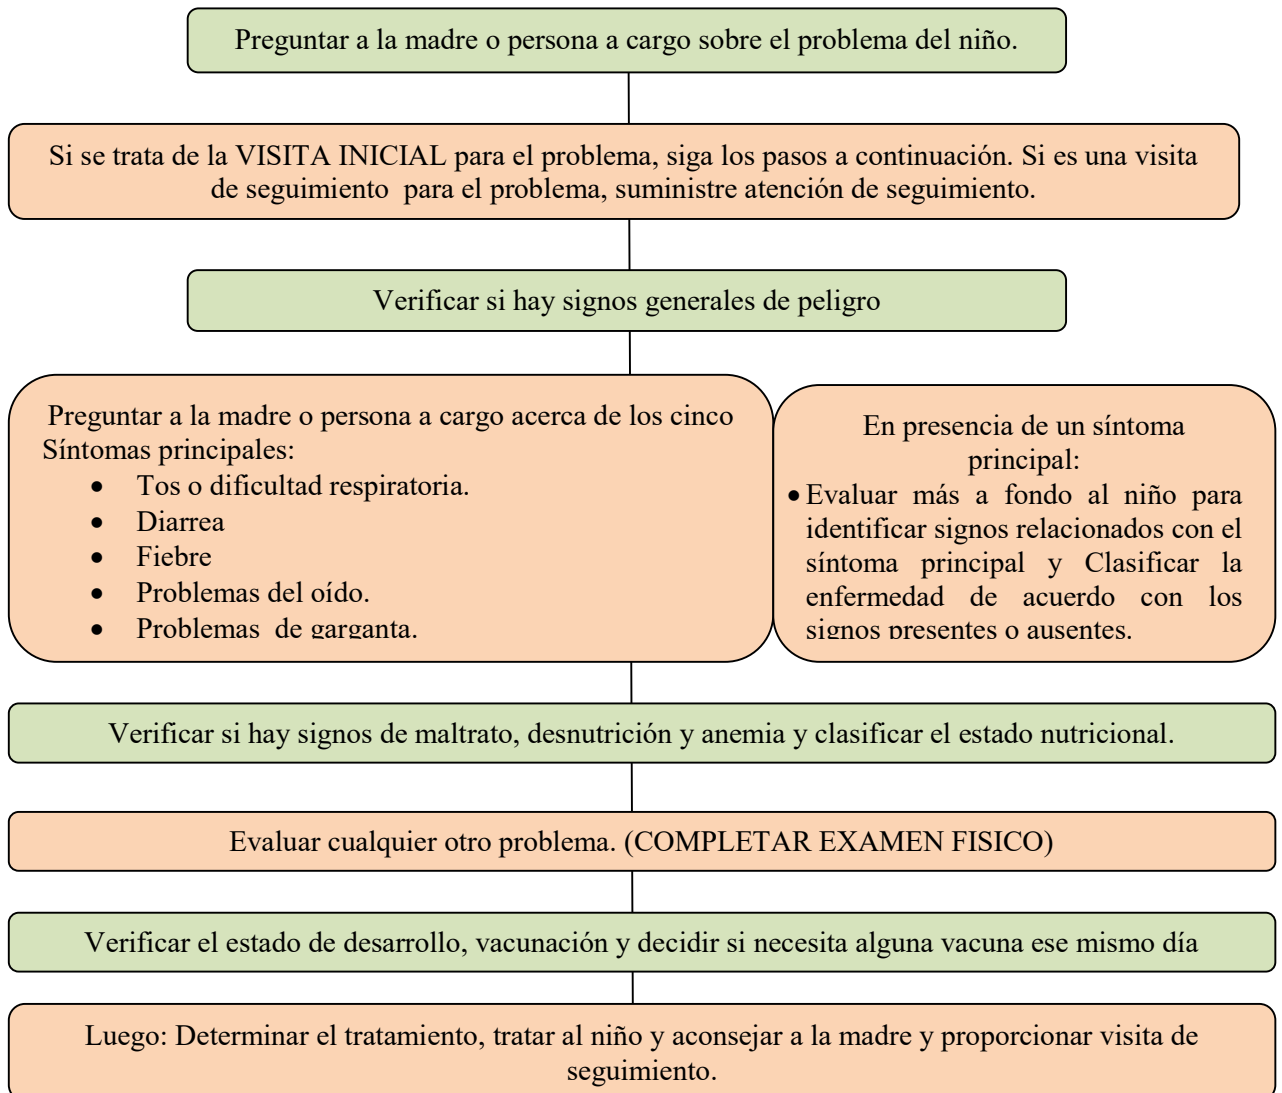 Preguntar a la madre o persona a cargo sobre el problema del niño.
Si se trata de la VISITA INICIAL para el problema, siga los pasos a continuación. Si es una visita
de seguimiento  para el problema, suministre atención de seguimiento.
Verificar si hay signos generales de peligro
Preguntar a la madre o persona a cargo acerca de los cinco
Síntomas principales:
• Tos o dificultad respiratoria.
• Diarrea
• Fiebre
• Problemas del oído.
• Problemas  de garganta.
En presencia de un síntoma
principal:
• Evaluar más a fondo al niño para
identificar signos relacionados con el
síntoma principal y Clasificar la
enfermedad de acuerdo con los
signos presentes o ausentes.
Verificar si hay signos de maltrato, desnutrición y anemia y clasificar el estado nutricional.
Evaluar cualquier otro problema. (COMPLETAR EXAMEN FISICO)
Verificar el estado de desarrollo, vacunación y decidir si necesita alguna vacuna ese mismo día
Luego: Determinar el tratamiento, tratar al niño y aconsejar a la madre y proporcionar visita de
seguimiento.